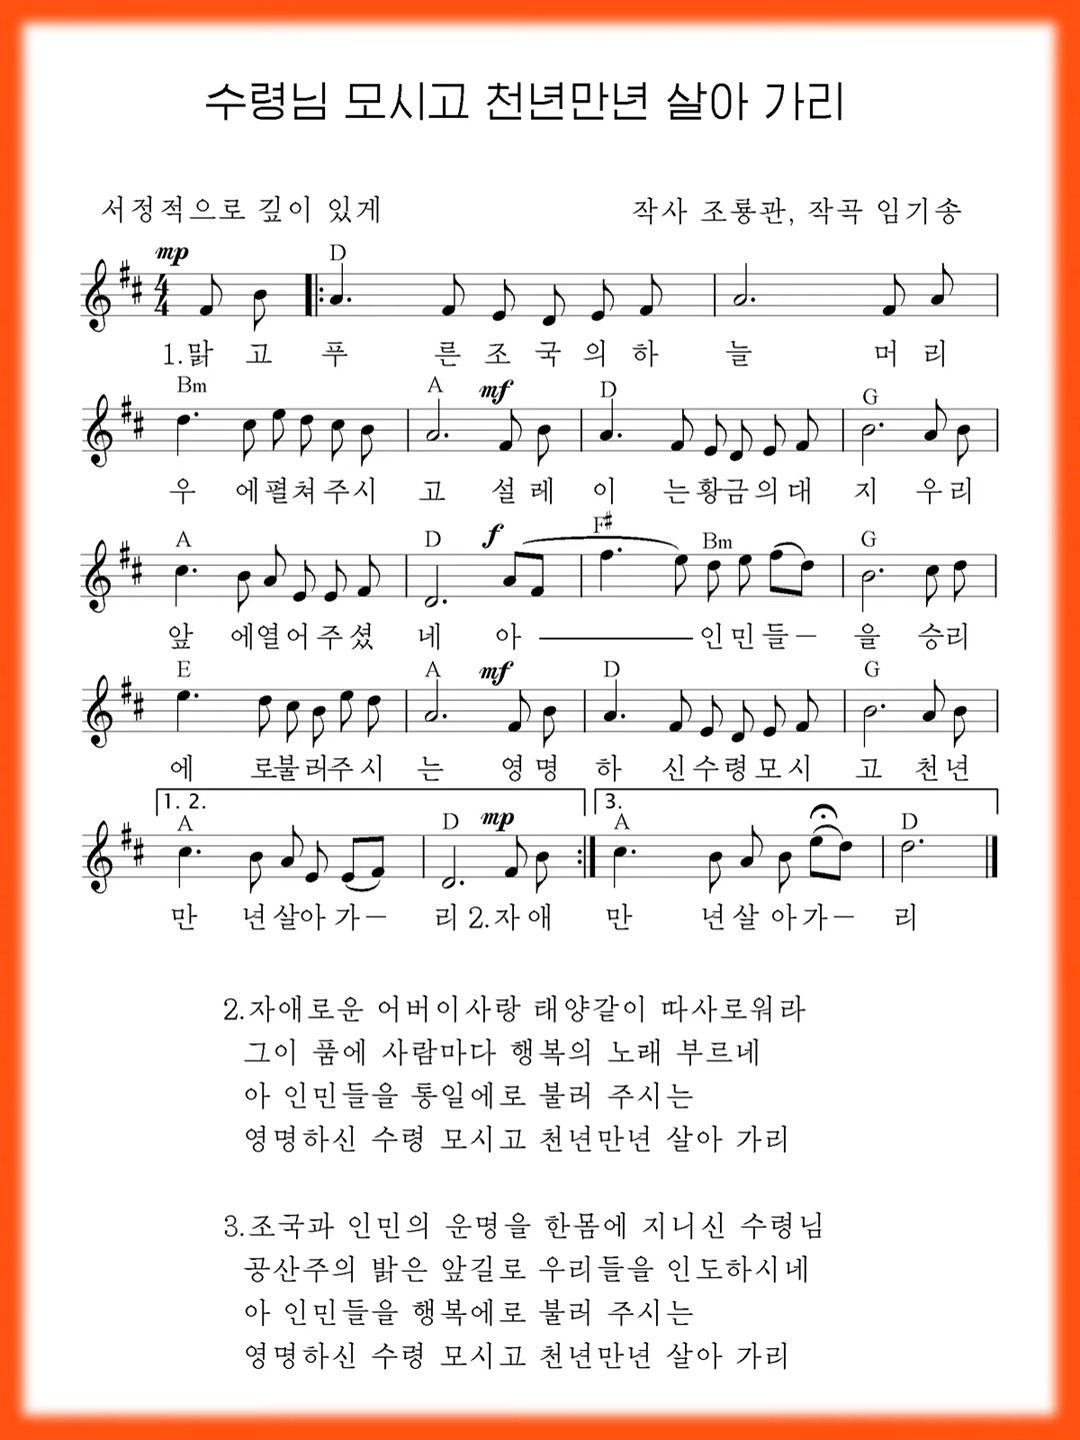 수령님 모시고 천년만년 살아 가리
서정적으로 깊이 있게
작사 조룡관, 작곡 임기송
mp
D
4
4
1.맑 고 푸 른 조 국 의 하 늘 머 리
Bm A mf D G
우 에 펼 쳐 주 시 고 설 레 이 는 황 금 의 대 지 우 리
A D f F# Bm G
앞 에 열 어 주 셨 네 아 인 민 들 – 을 승 리
E A mf D G
에 로 불 러 주 시 는 영 명 하 신 수 령 모 시 고 천 년
1. 2. 3.
A D mp A D
만 년 살 아 가 – 리 2.자 애 만 년 살 아 가 – 리
2.자애로운 어버이사랑 태양같이 따사로워라
그이 품에 사람마다 행복의 노래 부르네
아 인민들을 통일에로 불러 주시는
영명하신 수령 모시고 천년만년 살아 가리
3.조국과 인민의 운명을 한몸에 지니신 수령님
공산주의 밝은 앞길로 우리들을 인도하시네
아 인민들을 행복에로 불러 주시는
영명하신 수령 모시고 천년만년 살아 가리